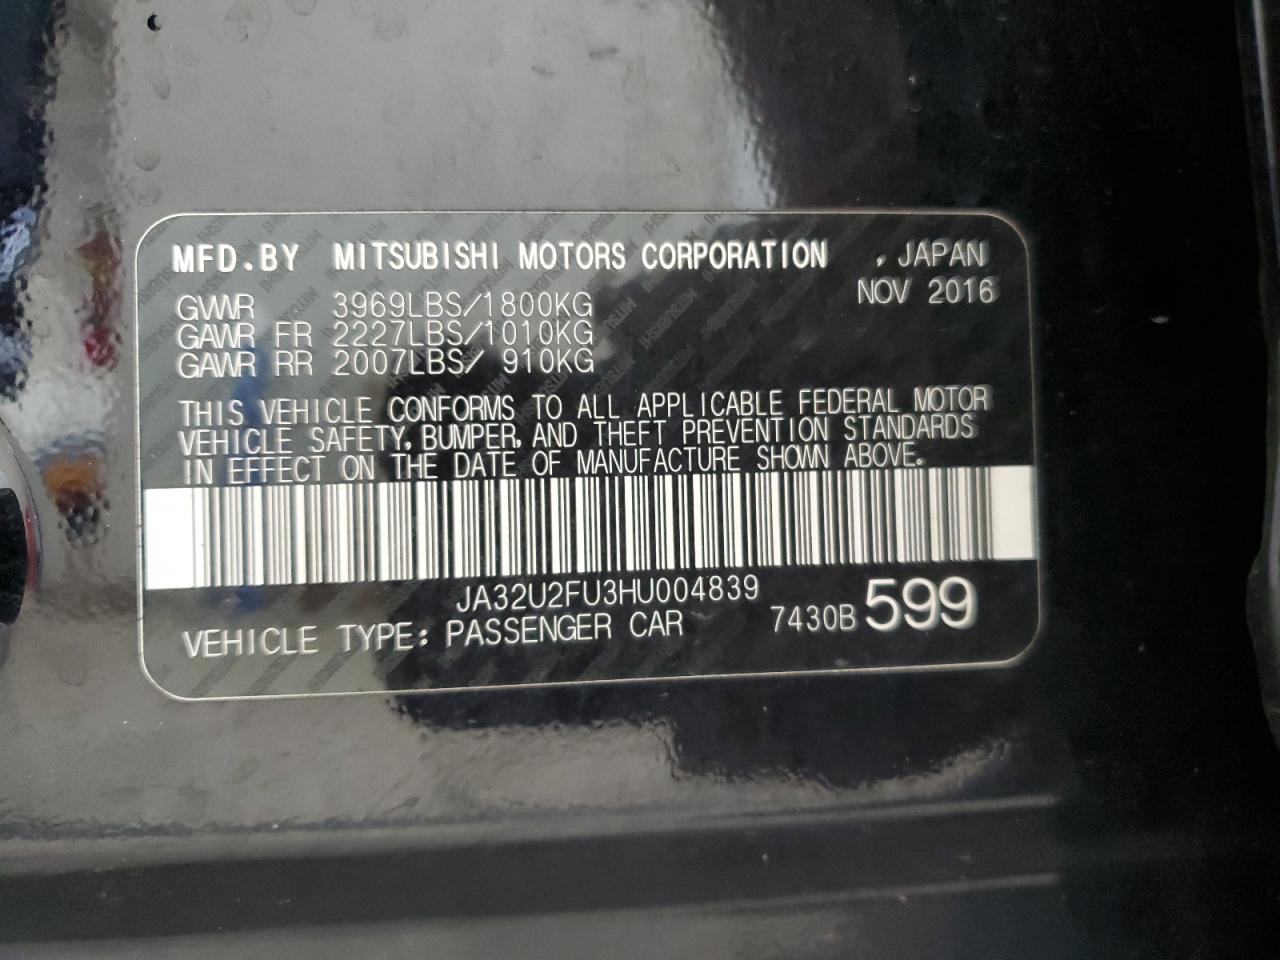 MFD.BY MITSUBISHI MOTORS CORPORATION , JAPAN
NOV 2016
GVWR 3969LBS/1800KG
GAWR FR 2227LBS/1010KG
GAWR RR 2007LBS/ 910KG
THIS VEHICLE CONFORMS TO ALL APPLICABLE FEDERAL MOTOR
VEHICLE SAFETY, BUMPER, AND THEFT PREVENTION STANDARDS
IN EFFECT ON THE DATE OF MANUFACTURE SHOWN ABOVE.
JA32U2FU3HU004839
VEHICLE TYPE: PASSENGER CAR 7430B 599